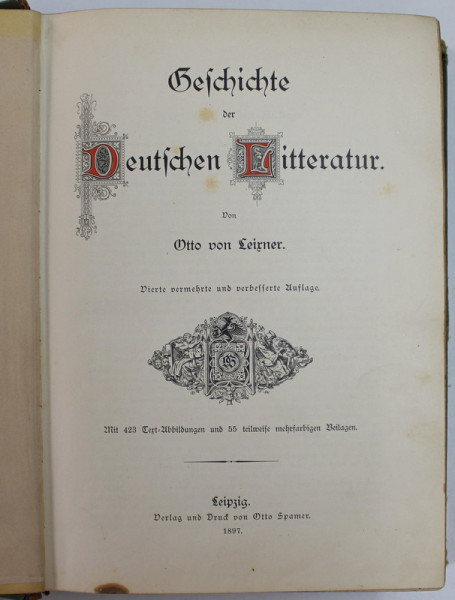 Geſchichte
der
Deutſchen Litteratur.
Von
Otto von Leixner.
Vierte vermehrte und verbeſſerte Auflage.
Mit 423 Text-Abbildungen und 55 teilweiſe mehrfarbigen Beilagen.
Leipzig.
Verlag und Druck von Otto Spamer.
1897.